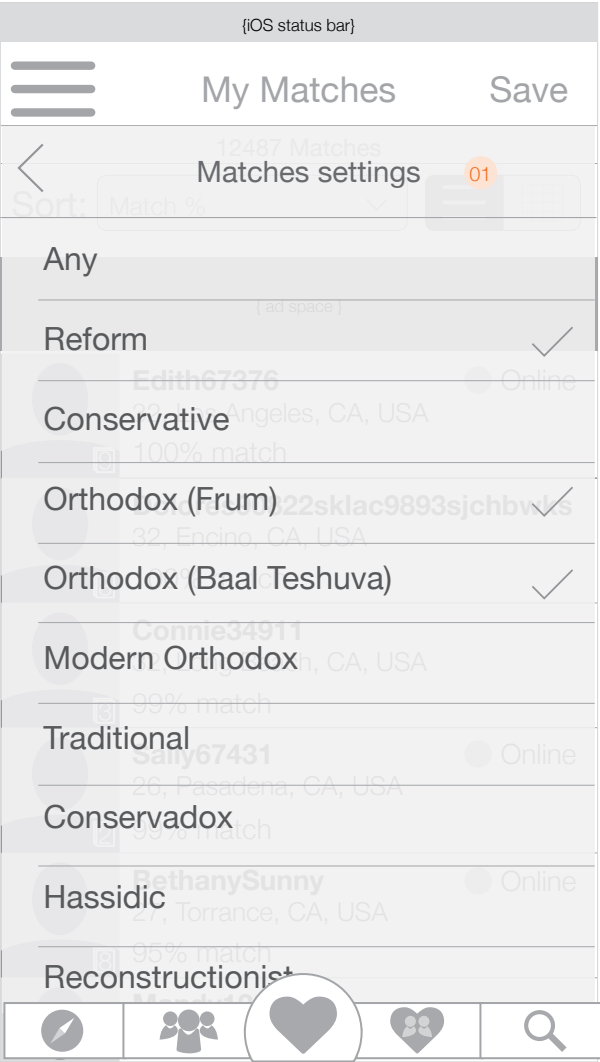 {iOS status bar}
My Matches Save
12487 Matches
Matches settings 01
Sort: Match %
Any
{ ad space }
Reform
Edith67376 Online
Los Angeles, CA, USA
Conservative
100% match
Orthodox (Frum)
32, Encino, CA, USA
Orthodox (Baal Teshuva)
Connie34911
Modern Orthodox
CA, USA
99% match
Traditional
Sally67431 Online
26, Pasadena, CA, USA
Conservadox
99% match
BethanySunny Online
Hassidic
27, Torrance, CA, USA
95% match
Reconstructionist